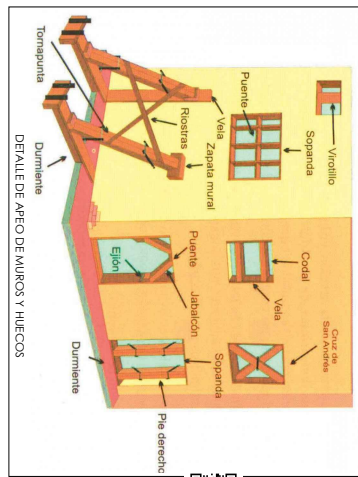 Virotillo
Sopanda
Puente
Vela
Riostras
Zapata mural
Tornapunta
Durmiente
Codal
Vela
Puente
Jabalcón
Ejión
Cruz de
San Andrés
Sopanda
Pie derecho
Durmiente
DETALLE DE APEO DE MUROS Y HUECOS